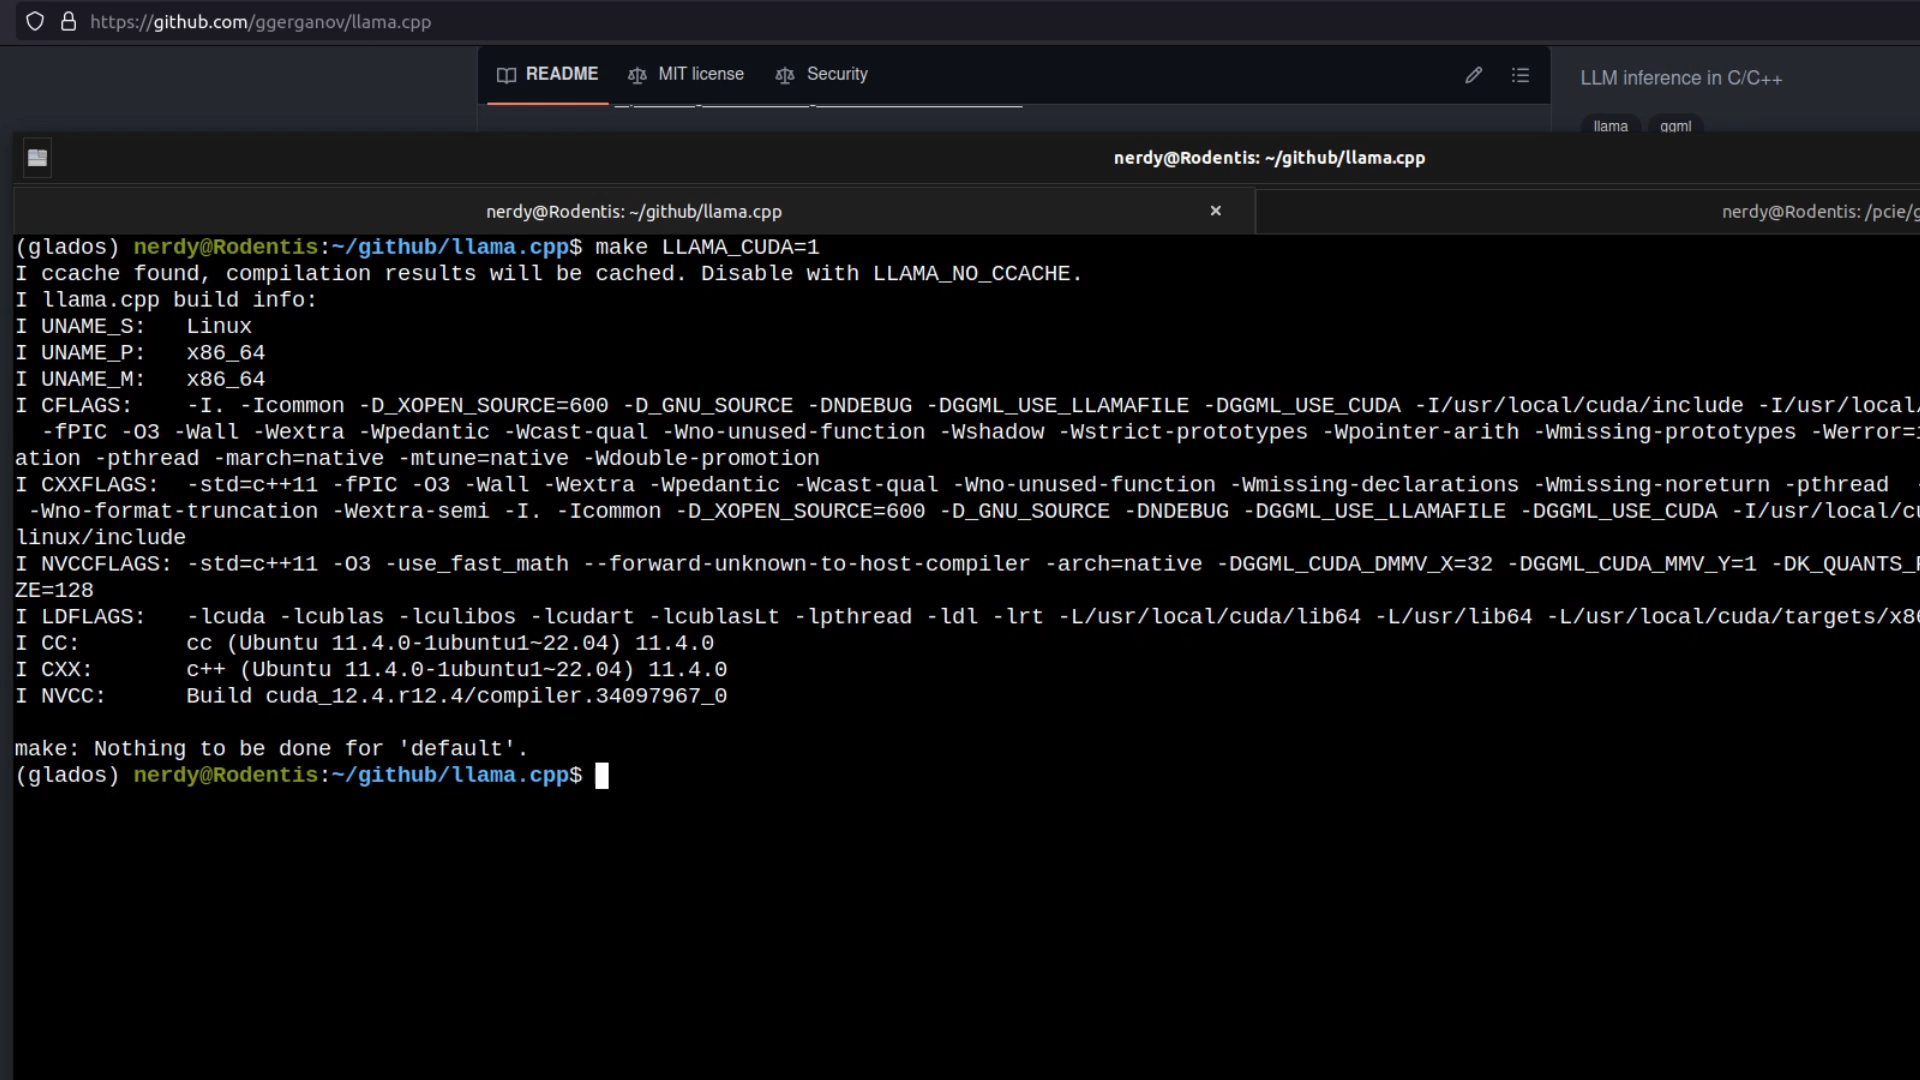 https://github.com/ggerganov/llama.cpp
README MIT license Security
LLM inference in C/C++
llama ggml
nerdy@Rodentis: ~/github/llama.cpp
nerdy@Rodentis: ~/github/llama.cpp × nerdy@Rodentis: /pcie/g
(glados) nerdy@Rodentis:~/github/llama.cpp$ make LLAMA_CUDA=1
I ccache found, compilation results will be cached. Disable with LLAMA_NO_CCACHE.
I llama.cpp build info:
I UNAME_S:   Linux
I UNAME_P:   x86_64
I UNAME_M:   x86_64
I CFLAGS:    -I. -Icommon -D_XOPEN_SOURCE=600 -D_GNU_SOURCE -DNDEBUG -DGGML_USE_LLAMAFILE -DGGML_USE_CUDA -I/usr/local/cuda/include -I/usr/local/
-fPIC -O3 -Wall -Wextra -Wpedantic -Wcast-qual -Wno-unused-function -Wshadow -Wstrict-prototypes -Wpointer-arith -Wmissing-prototypes -Werror=i
ation -pthread -march=native -mtune=native -Wdouble-promotion
I CXXFLAGS:  -std=c++11 -fPIC -O3 -Wall -Wextra -Wpedantic -Wcast-qual -Wno-unused-function -Wmissing-declarations -Wmissing-noreturn -pthread  -
-Wno-format-truncation -Wextra-semi -I. -Icommon -D_XOPEN_SOURCE=600 -D_GNU_SOURCE -DNDEBUG -DGGML_USE_LLAMAFILE -DGGML_USE_CUDA -I/usr/local/cu
linux/include
I NVCCFLAGS: -std=c++11 -O3 -use_fast_math --forward-unknown-to-host-compiler -arch=native -DGGML_CUDA_DMMV_X=32 -DGGML_CUDA_MMV_Y=1 -DK_QUANTS_P
ZE=128
I LDFLAGS:   -lcuda -lcublas -lculibos -lcudart -lcublasLt -lpthread -ldl -lrt -L/usr/local/cuda/lib64 -L/usr/lib64 -L/usr/local/cuda/targets/x86
I CC:        cc (Ubuntu 11.4.0-1ubuntu1~22.04) 11.4.0
I CXX:       c++ (Ubuntu 11.4.0-1ubuntu1~22.04) 11.4.0
I NVCC:      Build cuda_12.4.r12.4/compiler.34097967_0
make: Nothing to be done for 'default'.
(glados) nerdy@Rodentis:~/github/llama.cpp$